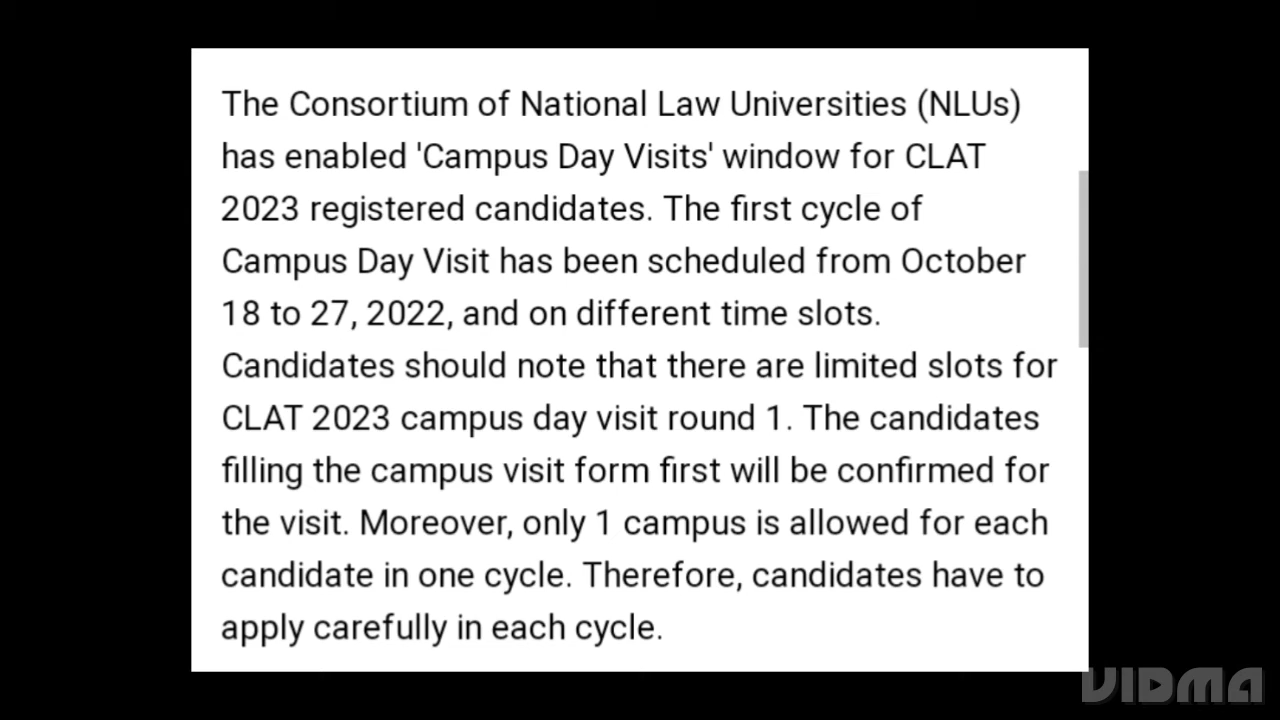 The Consortium of National Law Universities (NLUs)
has enabled 'Campus Day Visits' window for CLAT
2023 registered candidates. The first cycle of
Campus Day Visit has been scheduled from October
18 to 27, 2022, and on different time slots.
Candidates should note that there are limited slots for
CLAT 2023 campus day visit round 1. The candidates
filling the campus visit form first will be confirmed for
the visit. Moreover, only 1 campus is allowed for each
candidate in one cycle. Therefore, candidates have to
apply carefully in each cycle.
VIDMA